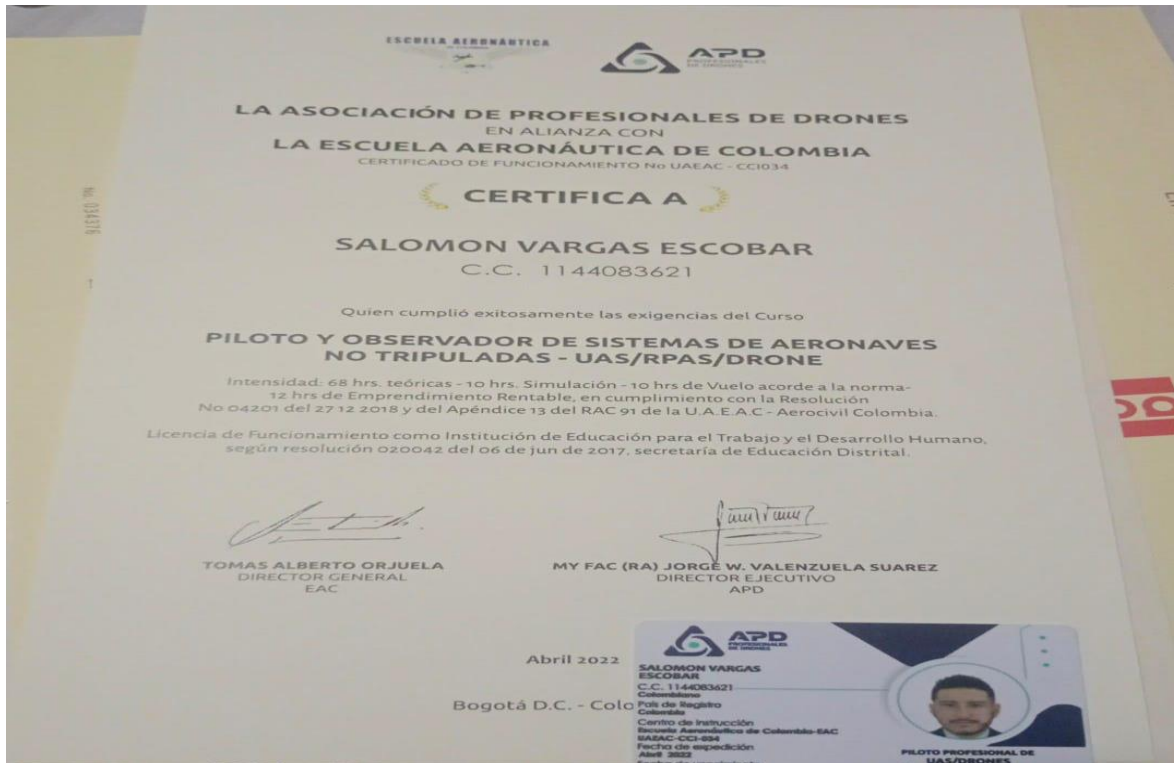 ESCUELA AERONÁUTICA
APD
PROFESIONALES
DE DRONES
LA ASOCIACIÓN DE PROFESIONALES DE DRONES
EN ALIANZA CON
LA ESCUELA AERONÁUTICA DE COLOMBIA
CERTIFICADO DE FUNCIONAMIENTO No UAEAC - CCI034
CERTIFICA A
SALOMON VARGAS ESCOBAR
C.C. 1144083621
Quien cumplió exitosamente las exigencias del Curso
PILOTO Y OBSERVADOR DE SISTEMAS DE AERONAVES
NO TRIPULADAS - UAS/RPAS/DRONE
Intensidad: 68 hrs. teóricas - 10 hrs. Simulación - 10 hrs de Vuelo acorde a la norma-
12 hrs de Emprendimiento Rentable, en cumplimiento con la Resolución
No 04201 del 27 12 2018 y del Apéndice 13 del RAC 91 de la U.A.E.A.C - Aerocivil Colombia.
Licencia de Funcionamiento como Institución de Educación para el Trabajo y el Desarrollo Humano,
según resolución 020042 del 06 de jun de 2017, secretaría de Educación Distrital.
TOMAS ALBERTO ORJUELA
DIRECTOR GENERAL
EAC
MY FAC (RA) JORGE W. VALENZUELA SUAREZ
DIRECTOR EJECUTIVO
APD
Abril 2022
Bogotá D.C. - Colo
No. 034376
APD
PROFESIONALES
DE DRONES
SALOMON VARGAS
ESCOBAR
C.C. 1144083621
Colombiano
País de Registro
Colombia
Centro de instrucción
Escuela Aeronáutica de Colombia-EAC
UAEAC-CCI-034
Fecha de expedición
Abril 2022
PILOTO PROFESIONAL DE
UAS/DRONES